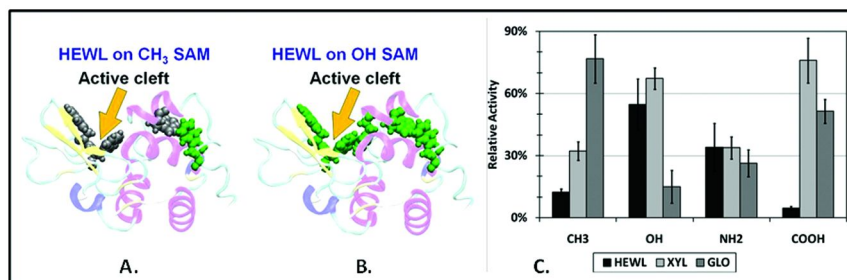 HEWL on CH₃ SAM
Active cleft
A.
HEWL on OH SAM
Active cleft
B.
Relative Activity
90%
60%
30%
0%
CH3 OH NH2 COOH
HEWL XYL GLO
C.